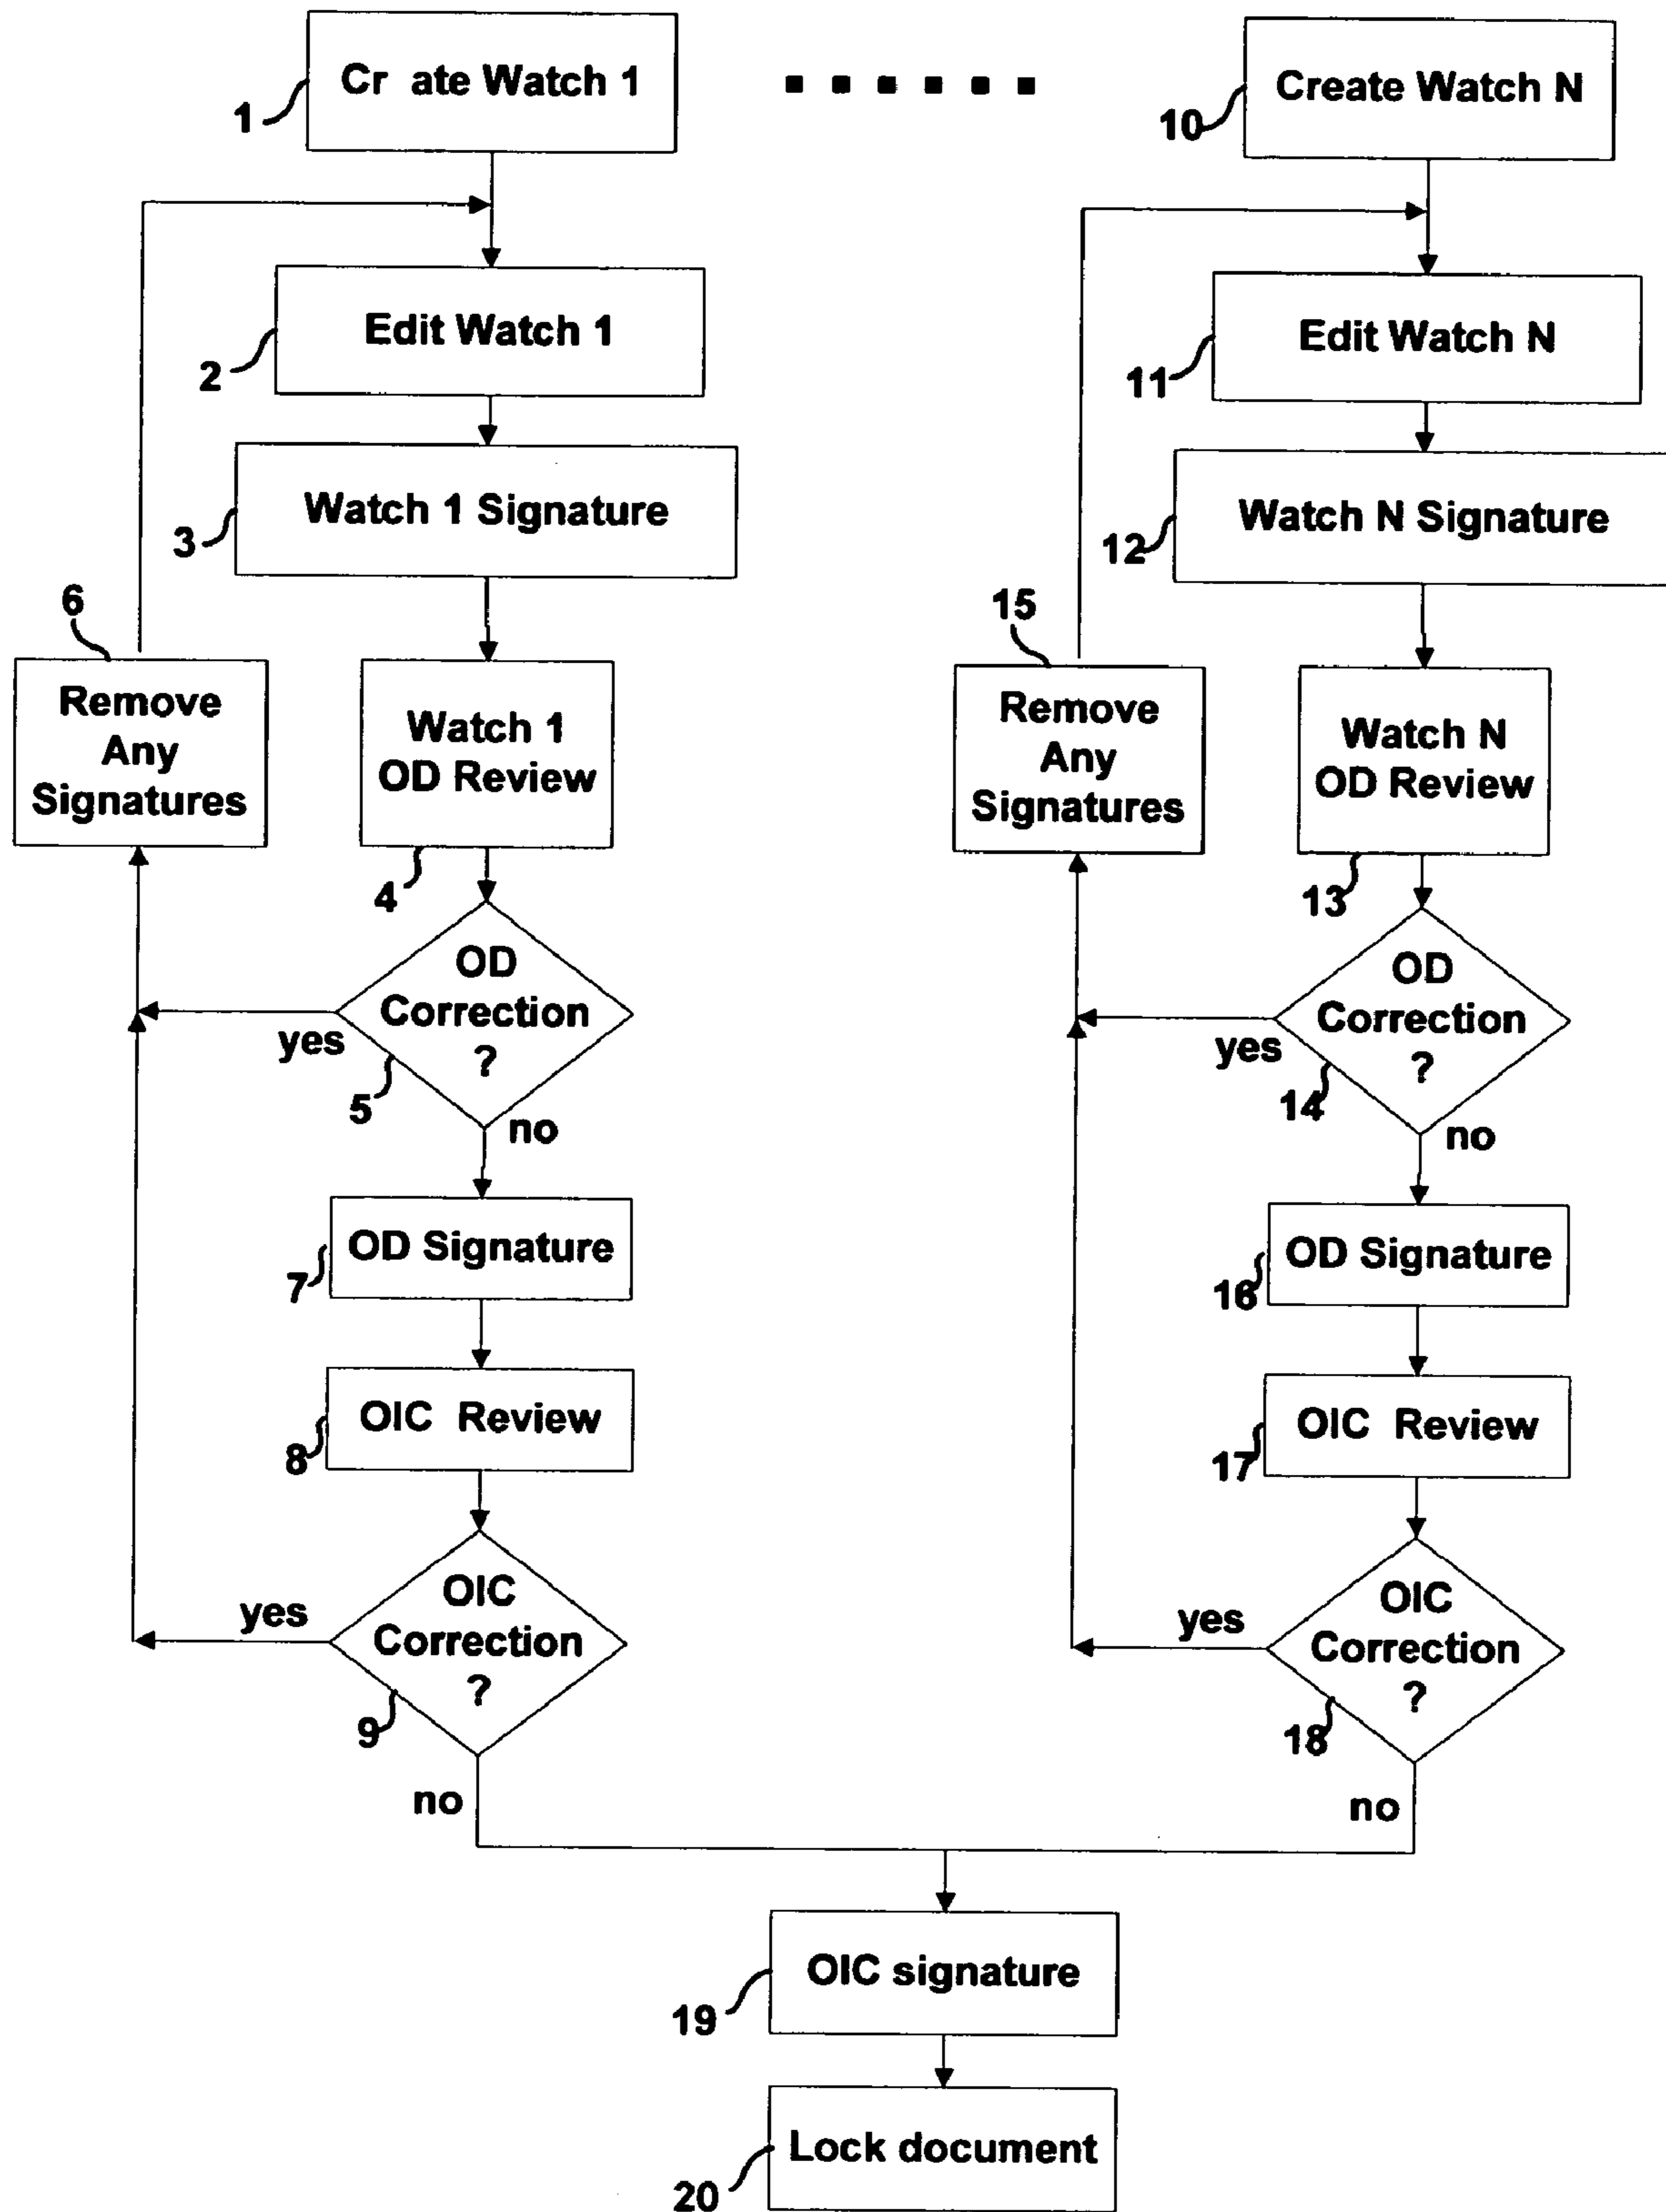 Cr ate Watch 1
1
Edit Watch 1
2
Watch 1 Signature
3
6
Remove
Any
Signatures
Watch 1
OD Review
4
OD
Correction
?
yes
5
no
OD Signature
7
OIC Review
8
OIC
Correction
?
yes
9
no
Create Watch N
10
Edit Watch N
11
Watch N Signature
12
15
Remove
Any
Signatures
Watch N
OD Review
13
OD
Correction
?
yes
14
no
OD Signature
16
OIC Review
17
OIC
Correction
?
yes
18
no
OIC signature
19
Lock document
20